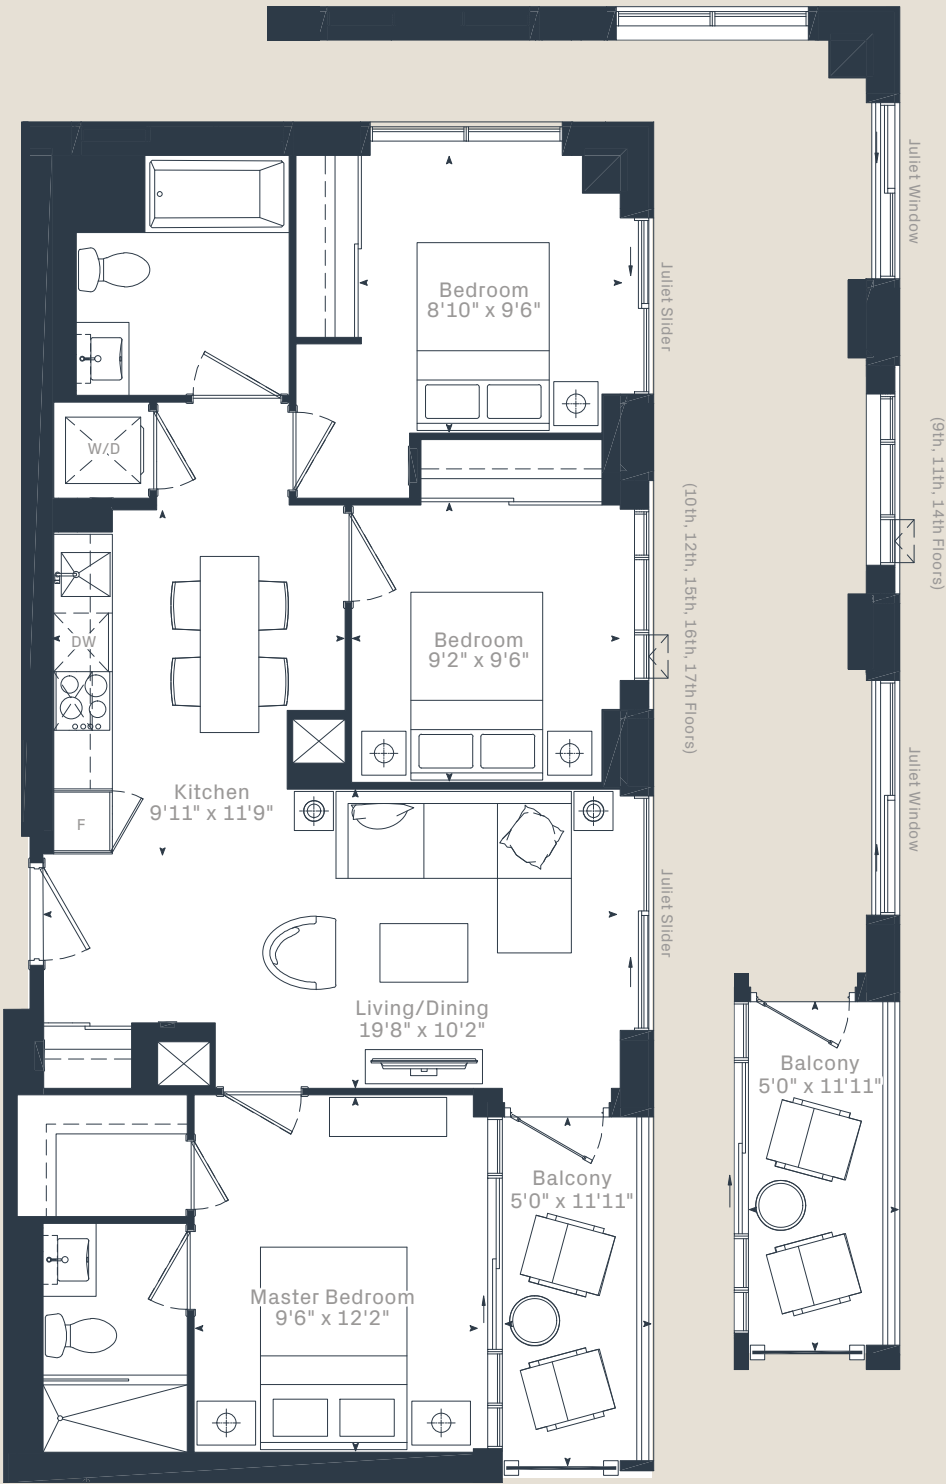 Juliet Window
Bedroom
8'10" x 9'6"
Juliet Slider
W/D
(9th, 11th, 14th Floors)
(10th, 12th, 15th, 16th, 17th Floors)
DW
Bedroom
9'2" x 9'6"
Kitchen
9'11" x 11'9"
F
Juliet Window
Juliet Slider
Living/Dining
19'8" x 10'2"
Balcony
5'0" x 11'11"
Balcony
5'0" x 11'11"
Master Bedroom
9'6" x 12'2"